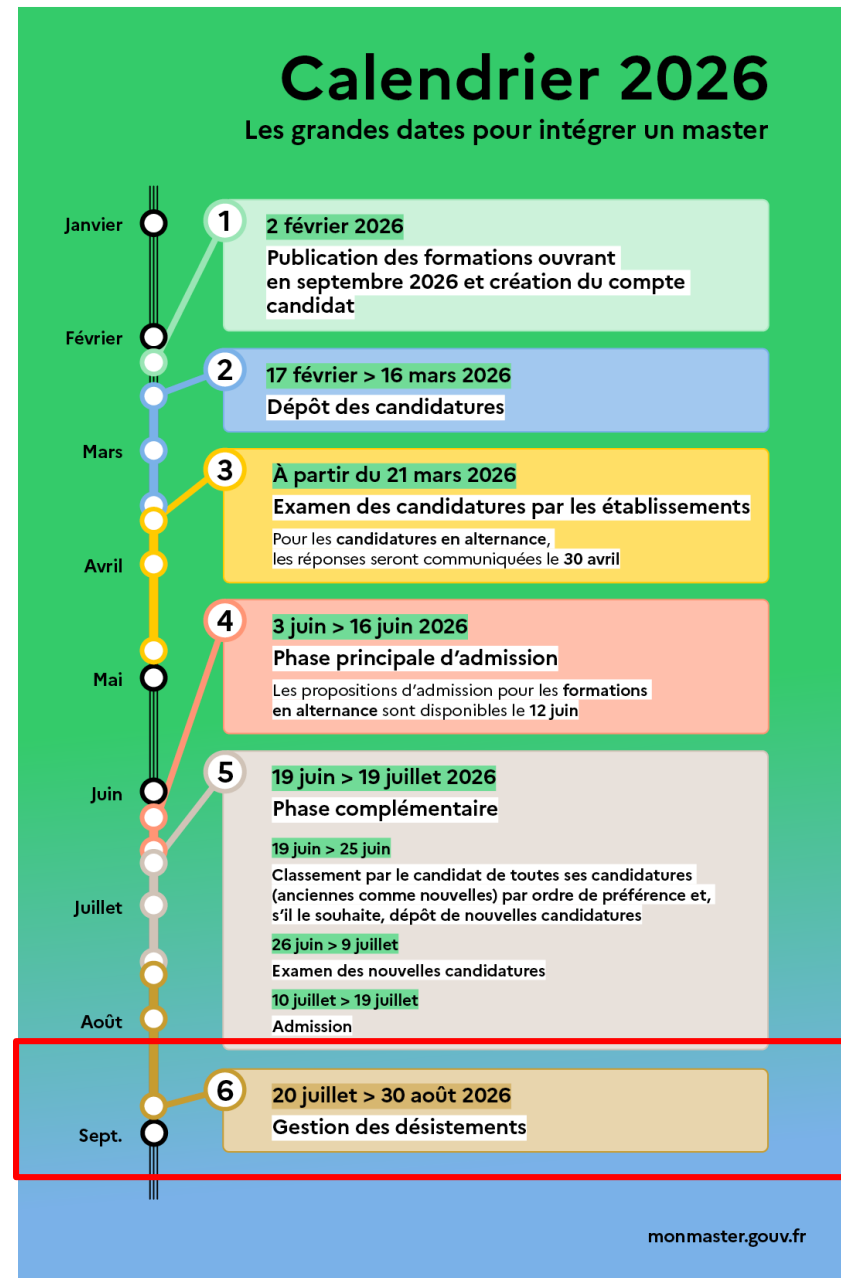 Calendrier 2026
Les grandes dates pour intégrer un master
Janvier
1
2 février 2026
Publication des formations ouvrant
en septembre 2026 et création du compte
candidat
Février
2
17 février > 16 mars 2026
Dépôt des candidatures
Mars
3
À partir du 21 mars 2026
Examen des candidatures par les établissements
Pour les candidatures en alternance,
les réponses seront communiquées le 30 avril
Avril
4
3 juin > 16 juin 2026
Phase principale d'admission
Les propositions d'admission pour les formations
en alternance sont disponibles le 12 juin
Mai
Juin
5
19 juin > 19 juillet 2026
Phase complémentaire
19 juin > 25 juin
Classement par le candidat de toutes ses candidatures
(anciennes comme nouvelles) par ordre de préférence et,
s'il le souhaite, dépôt de nouvelles candidatures
Juillet
26 juin > 9 juillet
Examen des nouvelles candidatures
10 juillet > 19 juillet
Admission
Août
6
20 juillet > 30 août 2026
Gestion des désistements
Sept.
monmaster.gouv.fr